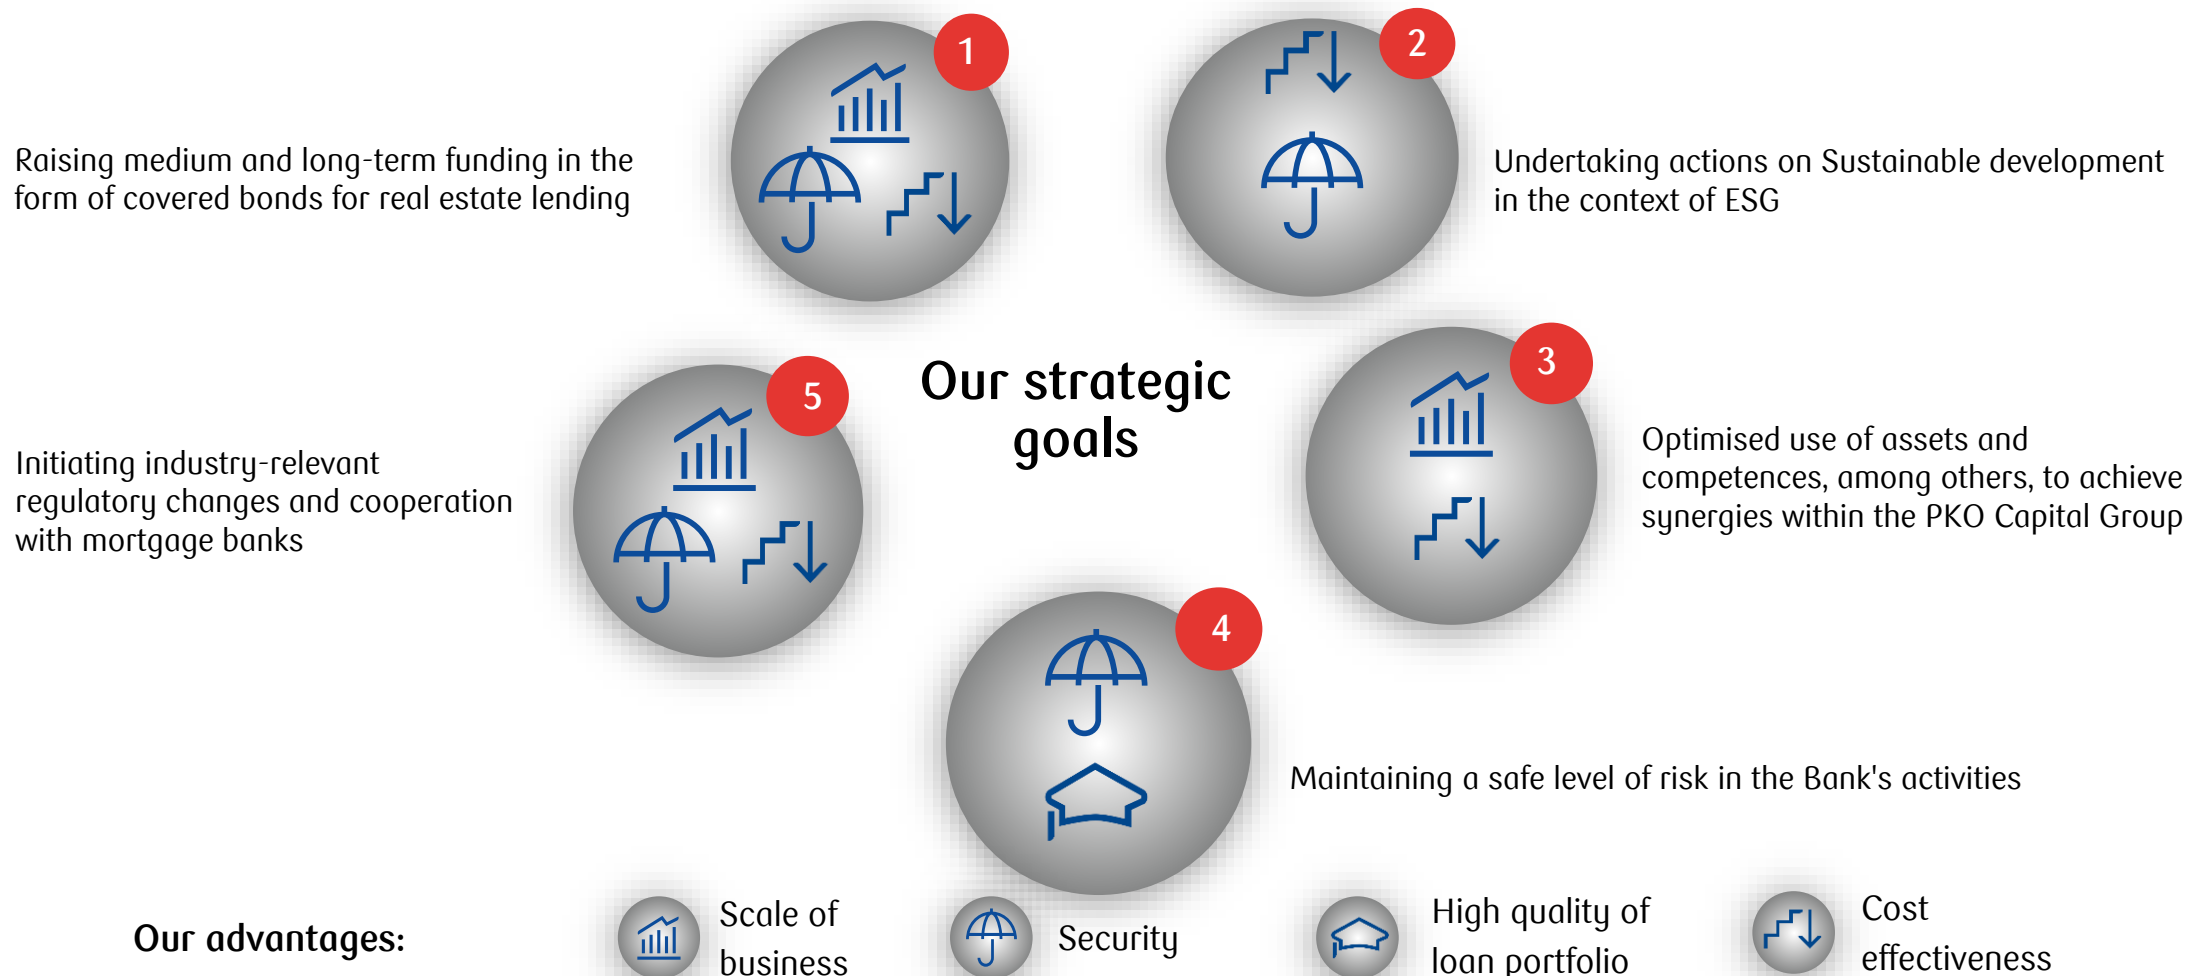 1
2
Raising medium and long-term funding in the
form of covered bonds for real estate lending
Undertaking actions on Sustainable development
in the context of ESG
Our strategic
goals
3
5
Optimised use of assets and
competences, among others, to achieve
synergies within the PKO Capital Group
Initiating industry-relevant
regulatory changes and cooperation
with mortgage banks
4
Maintaining a safe level of risk in the Bank's activities
Our advantages:
Scale of
business
Security
High quality of
loan portfolio
Cost
effectiveness